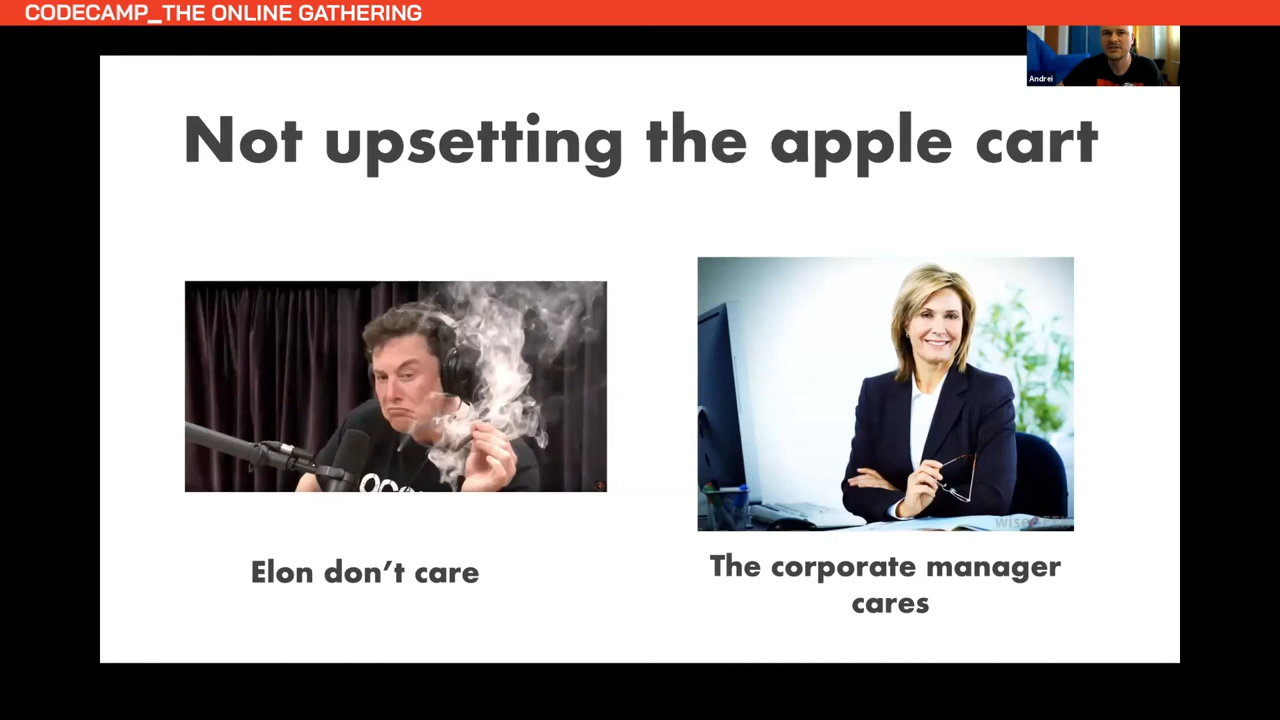 CODECAMP_THE ONLINE GATHERING
Andrei
Not upsetting the apple cart
Elon don’t care
The corporate manager
cares